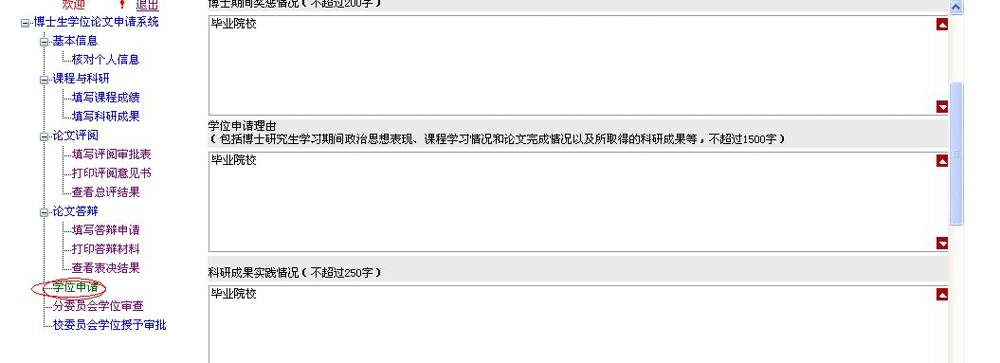 欢迎 ! 退出
博士生学位论文申请系统
基本信息
核对个人信息
课程与科研
填写课程成绩
填写科研成果
论文评阅
填写评阅审批表
打印评阅意见书
查看总评结果
论文答辩
填写答辩申请
打印答辩材料
查看表决结果
学位申请
分委员会学位审查
校委员会学位授予审批
博士期间奖惩情况（不超过200字）
毕业院校
学位申请理由
（包括博士研究生学习期间政治思想表现、课程学习情况和论文完成情况以及所取得的科研成果等，不超过1500字）
毕业院校
科研成果实践情况（不超过250字）
毕业院校